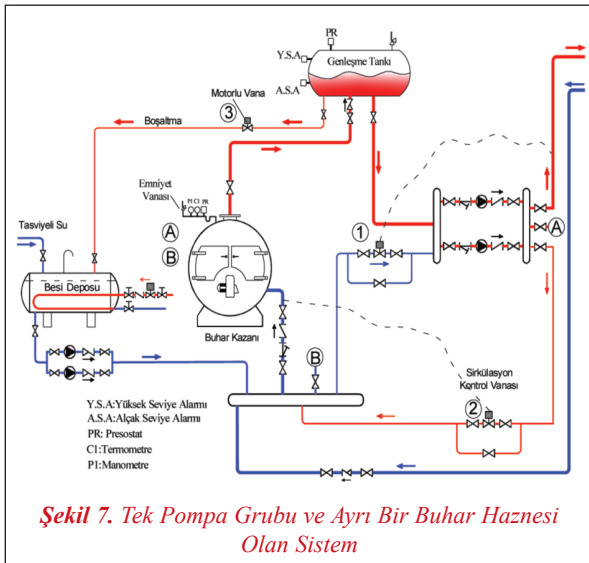 PR
Y.S.A
Genleşme Tankı
A.S.A
Motorlu Vana
3
Boşaltma
Emniyet
Vanası
P1 C1 PR
Tasviyeli Su
A
B
1
A
Besi Deposu
Buhar Kazanı
B
Sirkülasyon
Kontrol Vanası
2
Y.S.A:Yüksek Seviye Alarmı
A.S.A:Alçak Seviye Alarmı
PR: Presostat
C1:Termometre
P1:Manometre
Şekil 7. Tek Pompa Grubu ve Ayrı Bir Buhar Haznesi
Olan Sistem